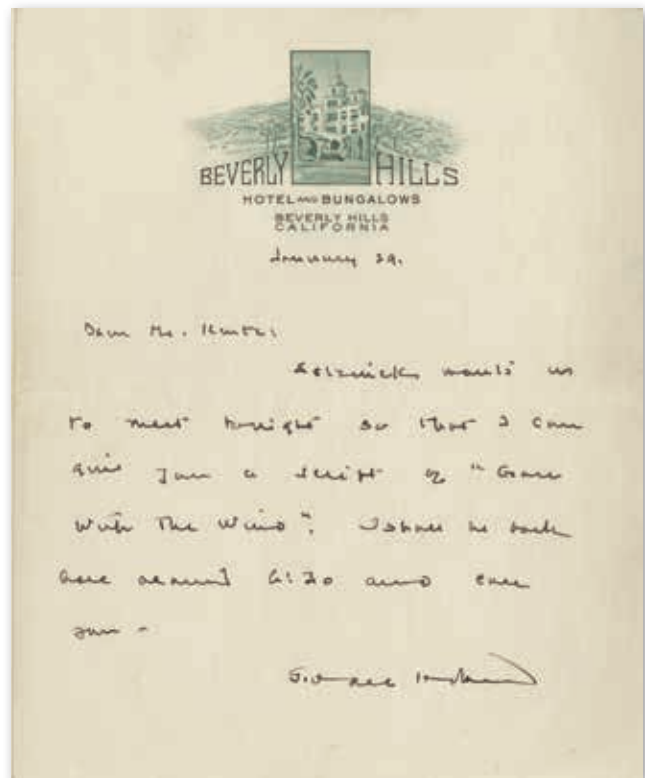 BEVERLY HILLS
HOTEL AND BUNGALOWS
BEVERLY HILLS
CALIFORNIA
January 29.
Dear Mr.
Selznick wants us
to meet tonight so that I can
give you a script of "Gone
With The Wind". I shall be back
here around 6:30 and call
you -
Sidney Howard